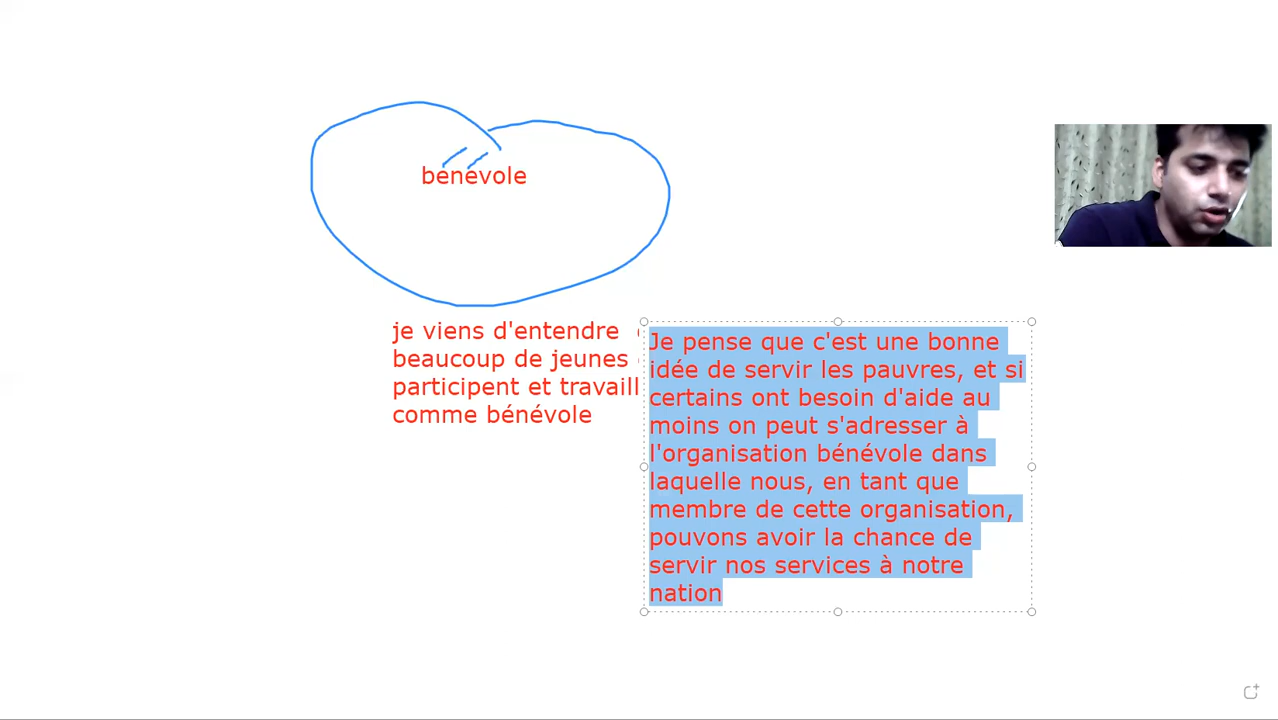 bénévole
je viens d'entendre
beaucoup de jeunes
participent et
comme bénévole
Je pense que c'est une bonne
idée de servir les pauvres, et si
certains ont besoin d'aide au
moins on peut s'adresser à
l'organisation bénévole dans
laquelle nous, en tant que
membre de cette organisation,
pouvons avoir la chance de
servir nos services à notre
nation